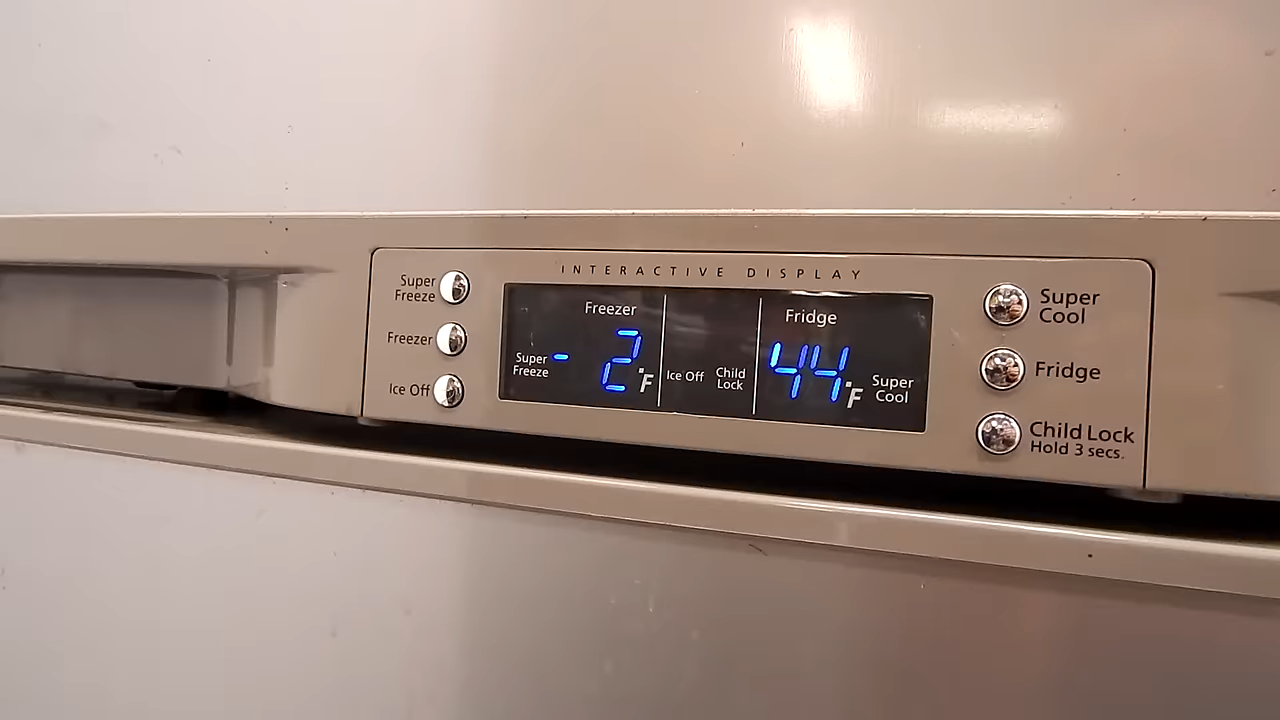 INTERACTIVE DISPLAY
Super
Freeze
Freezer
Ice Off
Freezer
Super
Freeze
- 2 °F
Ice Off
Child
Lock
Fridge
44 °F
Super
Cool
Super
Cool
Fridge
Child Lock
Hold 3 secs.